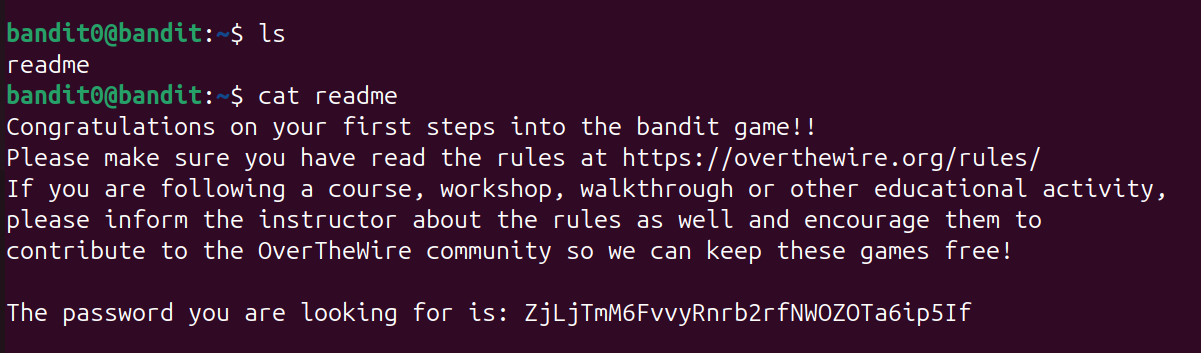 bandit0@bandit:~$ ls
readme
bandit0@bandit:~$ cat readme
Congratulations on your first steps into the bandit game!!
Please make sure you have read the rules at https://overthewire.org/rules/
If you are following a course, workshop, walkthrough or other educational activity,
please inform the instructor about the rules as well and encourage them to
contribute to the OverTheWire community so we can keep these games free!

The password you are looking for is: ZjLjTmM6FvvyRnrb2rfNWOZOTa6ip5If